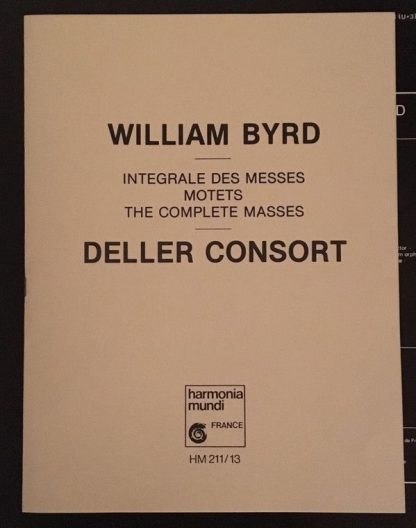 WILLIAM BYRD
INTEGRALE DES MESSES
MOTETS
THE COMPLETE MASSES
DELLER CONSORT
harmonia
mundi
FRANCE
HM 211/13
D